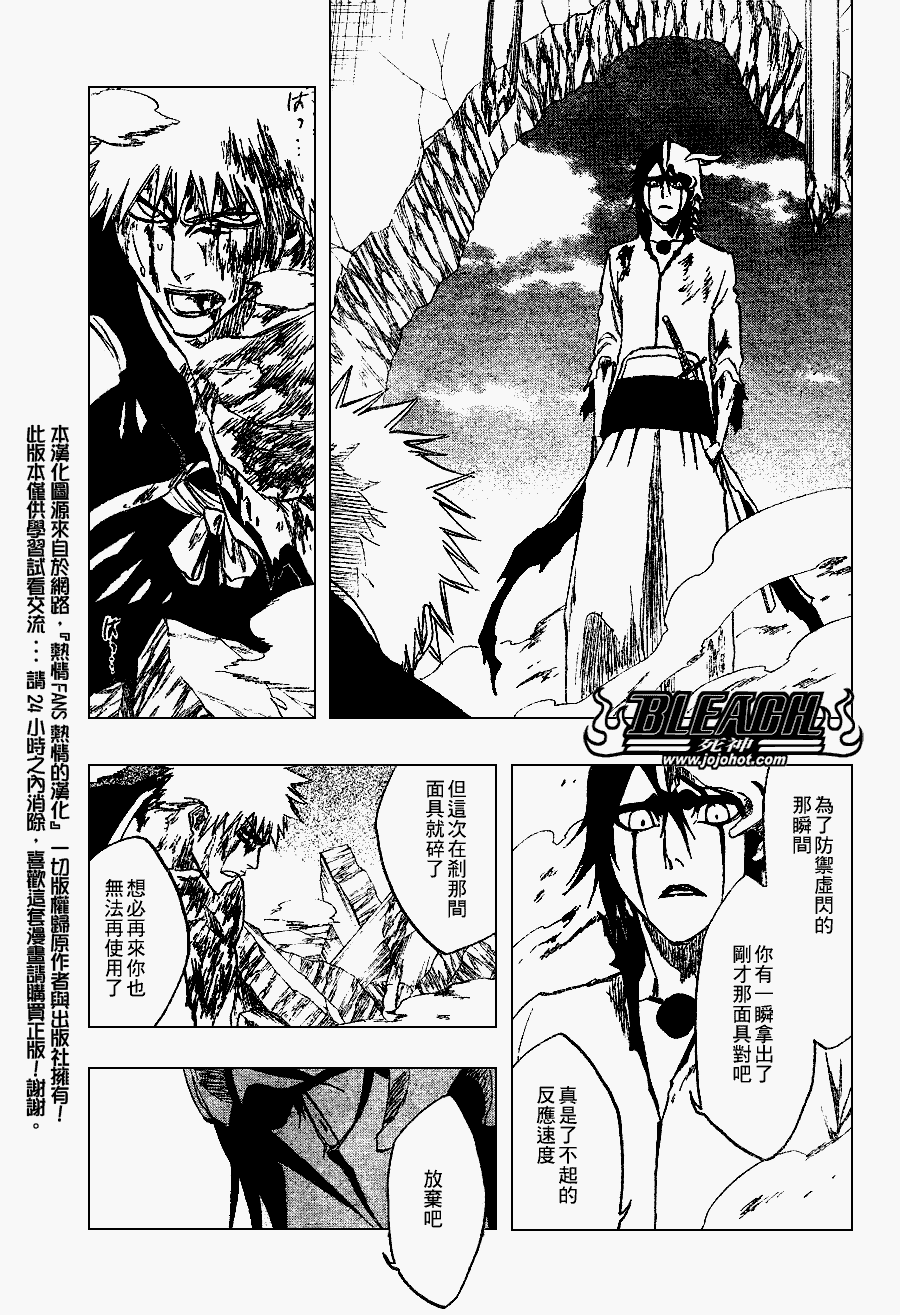 は、…
は、…
BLEACH
死神
www.jojohot.com
為了防禦虛閃的
那瞬間
你有一瞬拿出了
剛才那面具對吧
真是了不起的
反應速度
但這次在剎那間
面具就碎了
想必再來你也
無法再使用了
放棄吧
本漢化圖源來自於網路，『熱情FANS 熱情的漢化』一切版權歸原作者與出版社擁有！
此版本僅供學習試看交流…請24小時之內消除，喜歡這套漫畫請購買正版！謝謝。